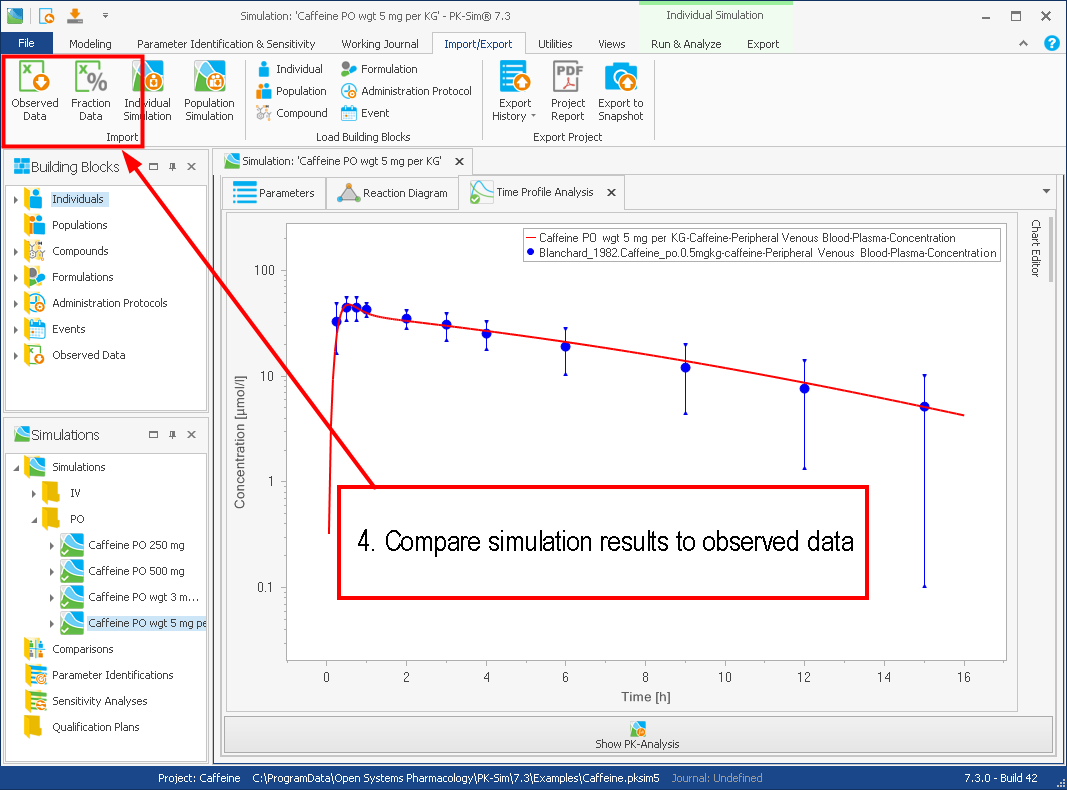 Simulation: 'Caffeine PO wgt 5 mg per KG' - PK-Sim® 7.3
Individual Simulation
File Modeling Parameter Identification & Sensitivity Working Journal Import/Export Utilities Views Run & Analyze Export
Observed Data
Fraction Data
Individual Simulation
Population Simulation
Import
Individual
Population
Compound
Formulation
Administration Protocol
Event
Load Building Blocks
Export History
Project Report
Export to Snapshot
Export Project
Building Blocks
Individuals
Populations
Compounds
Formulations
Administration Protocols
Events
Observed Data
Simulations
Simulations
IV
PO
Caffeine PO 250 mg
Caffeine PO 500 mg
Caffeine PO wgt 3 m...
Caffeine PO wgt 5 mg pe
Comparisons
Parameter Identifications
Sensitivity Analyses
Qualification Plans
Simulation: 'Caffeine PO wgt 5 mg per KG'
Parameters Reaction Diagram Time Profile Analysis
Caffeine PO wgt 5 mg per KG-Caffeine-Peripheral Venous Blood-Plasma-Concentration
Blanchard_1982.Caffeine_po.0.5mgkg-caffeine-Peripheral Venous Blood-Plasma-Concentration
Chart Editor
Concentration [µmol/l]
100
10
1
0.1
0 2 4 6 8 10 12 14 16
Time [h]
4. Compare simulation results to observed data
Show PK-Analysis
Project: Caffeine C:\ProgramData\Open Systems Pharmacology\PK-Sim\7.3\Examples\Caffeine.pksim5 Journal: Undefined 7.3.0 - Build 42